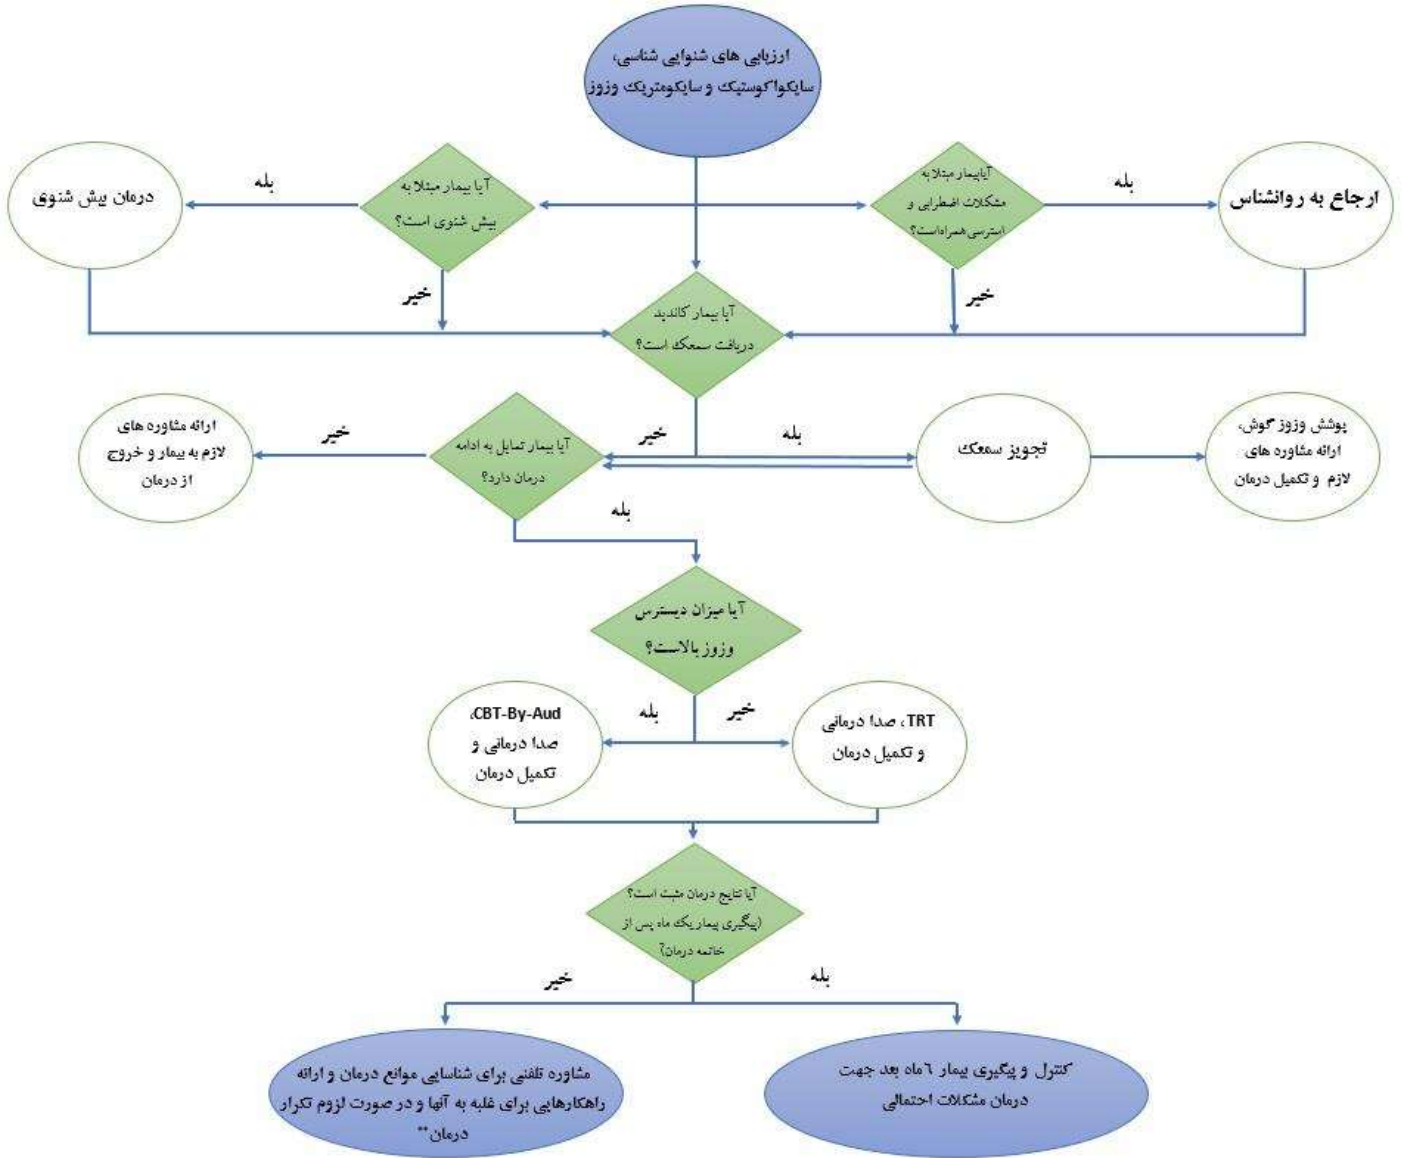 ارزیابی های شنوایی شناسی،
سایکواکوستیک و سایکومتریک وزوز
آیابیمار مبتلا به
مشکلات اضطرابی و
استرسی همراه‌است؟
بله
ارجاع به روانشناس
خیر
آیا بیمار مبتلا به
بیش شنوی است؟
بله
درمان بیش شنوی
خیر
آیا بیمار کاندید
دریافت سمعک است؟
بله
تجویز سمعک
پوشش وزوز گوش،
ارائه مشاوره های
لازم و تکمیل درمان
خیر
آیا بیمار تمایل به ادامه
درمان دارد؟
خیر
ارائه مشاوره های
لازم به بیمار و خروج
از درمان
بله
آیا میزان دیسترس
وزوز بالاست؟
خیر
TRT، صدا درمانی
و تکمیل درمان
بله
CBT-By-Aud،
صدا درمانی و
تکمیل درمان
آیا نتایج درمان مثبت است؟
(پیگیری بیمار یک ماه پس از
خاتمه درمان؟
بله
کنترل و پیگیری بیمار ٦ماه بعد جهت
درمان مشکلات احتمالی
خیر
مشاوره تلفنی برای شناسایی موانع درمان و ارائه
راهکارهایی برای غلبه به آنها و در صورت لزوم تکرار
درمان**